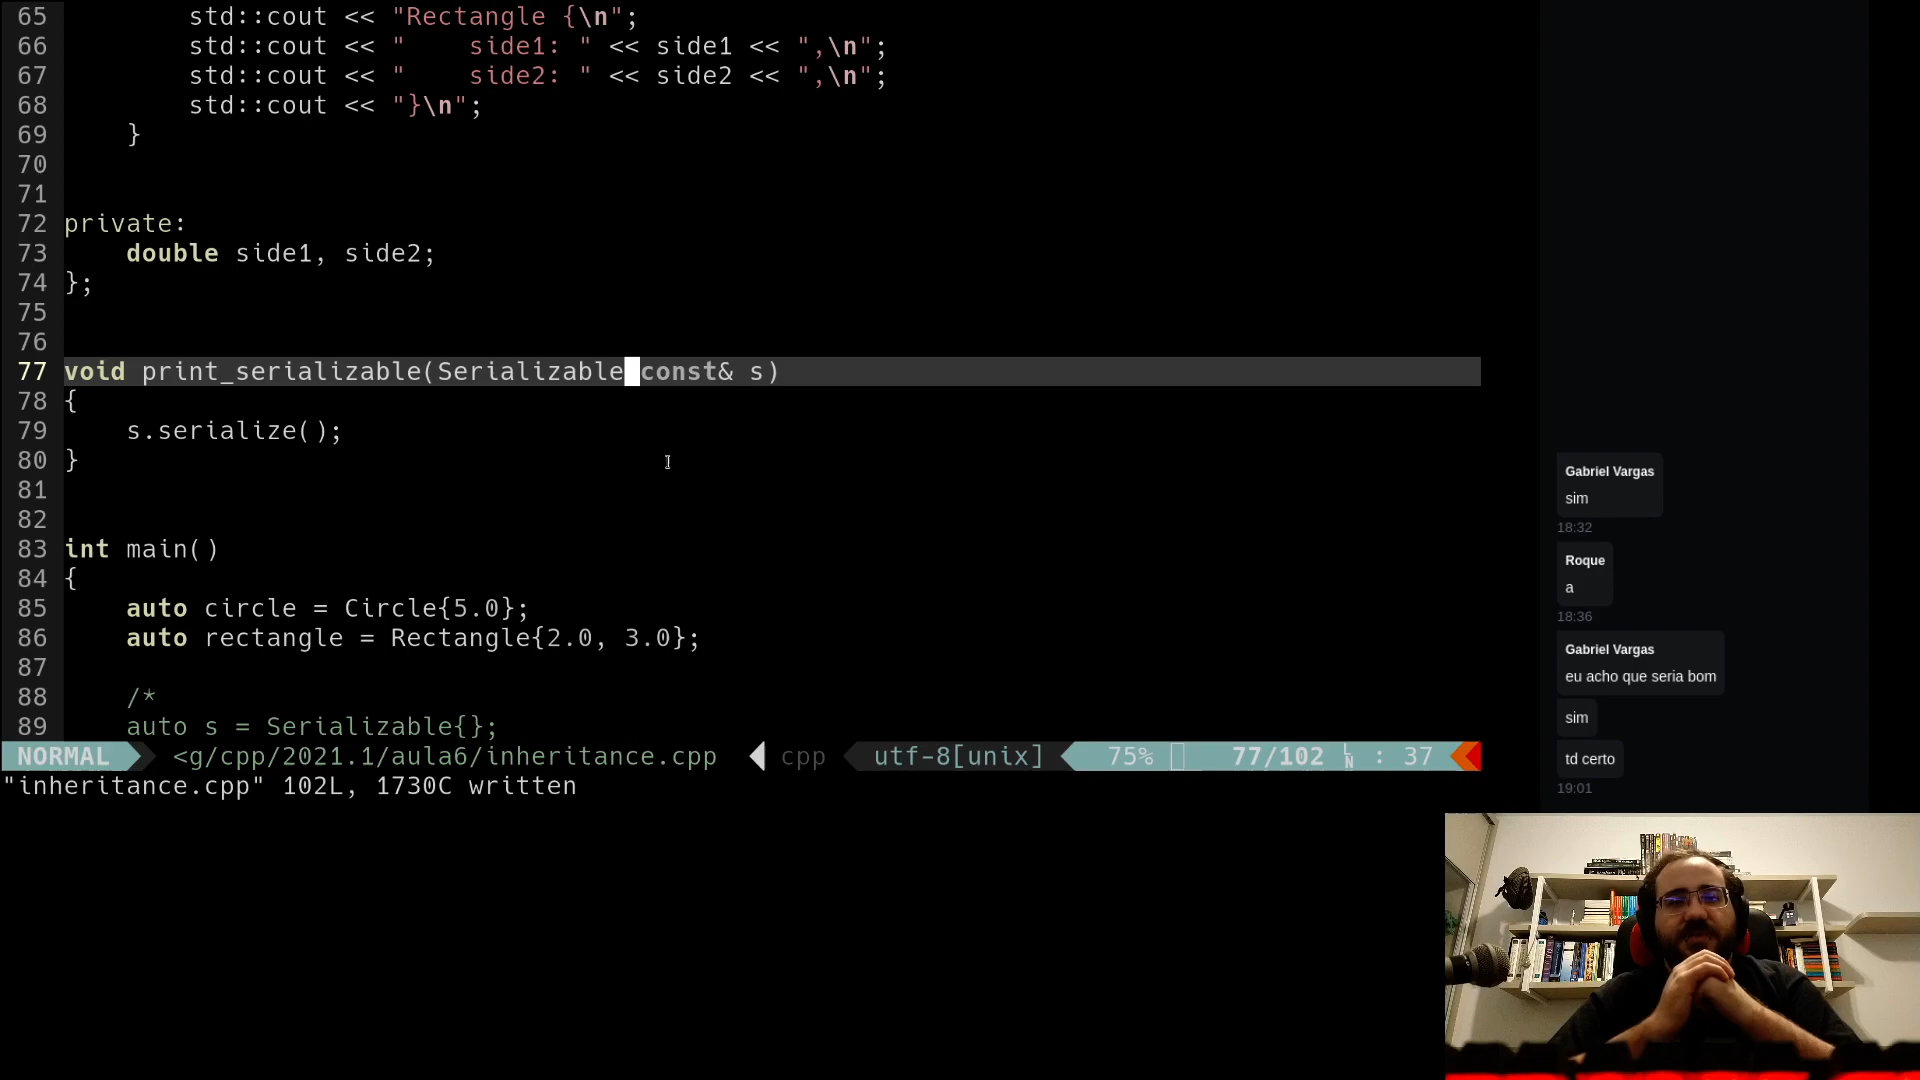 65         std::cout << "Rectangle {\n";
66         std::cout << "    side1: " << side1 << ",\n";
67         std::cout << "    side2: " << side2 << ",\n";
68         std::cout << "}\n";
69     }
70
71
72 private:
73     double side1, side2;
74 };
75
76
77 void print_serializable(Serializable const& s)
78 {
79     s.serialize();
80 }
81
82
83 int main()
84 {
85     auto circle = Circle{5.0};
86     auto rectangle = Rectangle{2.0, 3.0};
87
88     /*
89     auto s = Serializable{};
NORMAL <g/cpp/2021.1/aula6/inheritance.cpp cpp utf-8[unix] 75% 77/102 LN : 37
"inheritance.cpp" 102L, 1730C written
Gabriel Vargas
sim
18:32
Roque
a
18:36
Gabriel Vargas
eu acho que seria bom
sim
td certo
19:01